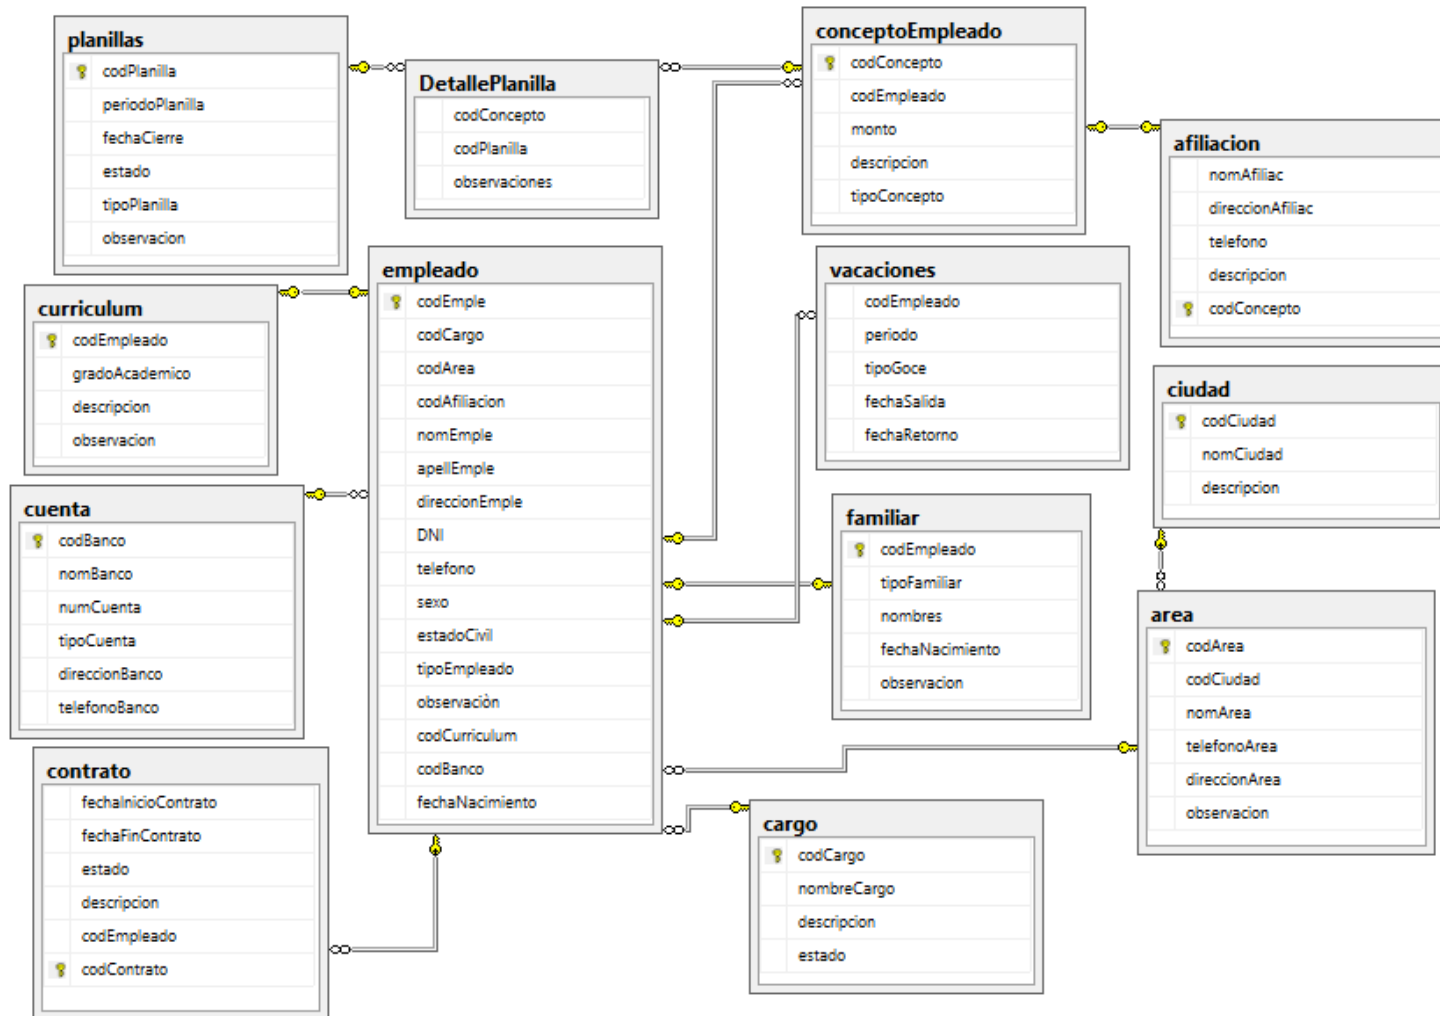 planillas
codPlanilla
periodoPlanilla
fechaCierre
estado
tipoPlanilla
observacion
DetallePlanilla
codConcepto
codPlanilla
observaciones
conceptoEmpleado
codConcepto
codEmpleado
monto
descripcion
tipoConcepto
afiliacion
nomAfiliac
direccionAfiliac
telefono
descripcion
codConcepto
curriculum
codEmpleado
gradoAcademico
descripcion
observacion
empleado
codEmple
codCargo
codArea
codAfiliacion
nomEmple
apellEmple
direccionEmple
DNI
telefono
sexo
estadoCivil
tipoEmpleado
observaciòn
codCurriculum
codBanco
fechaNacimiento
vacaciones
codEmpleado
periodo
tipoGoce
fechaSalida
fechaRetorno
ciudad
codCiudad
nomCiudad
descripcion
cuenta
codBanco
nomBanco
numCuenta
tipoCuenta
direccionBanco
telefonoBanco
familiar
codEmpleado
tipoFamiliar
nombres
fechaNacimiento
observacion
area
codArea
codCiudad
nomArea
telefonoArea
direccionArea
observacion
contrato
fechaInicioContrato
fechaFinContrato
estado
descripcion
codEmpleado
codContrato
cargo
codCargo
nombreCargo
descripcion
estado